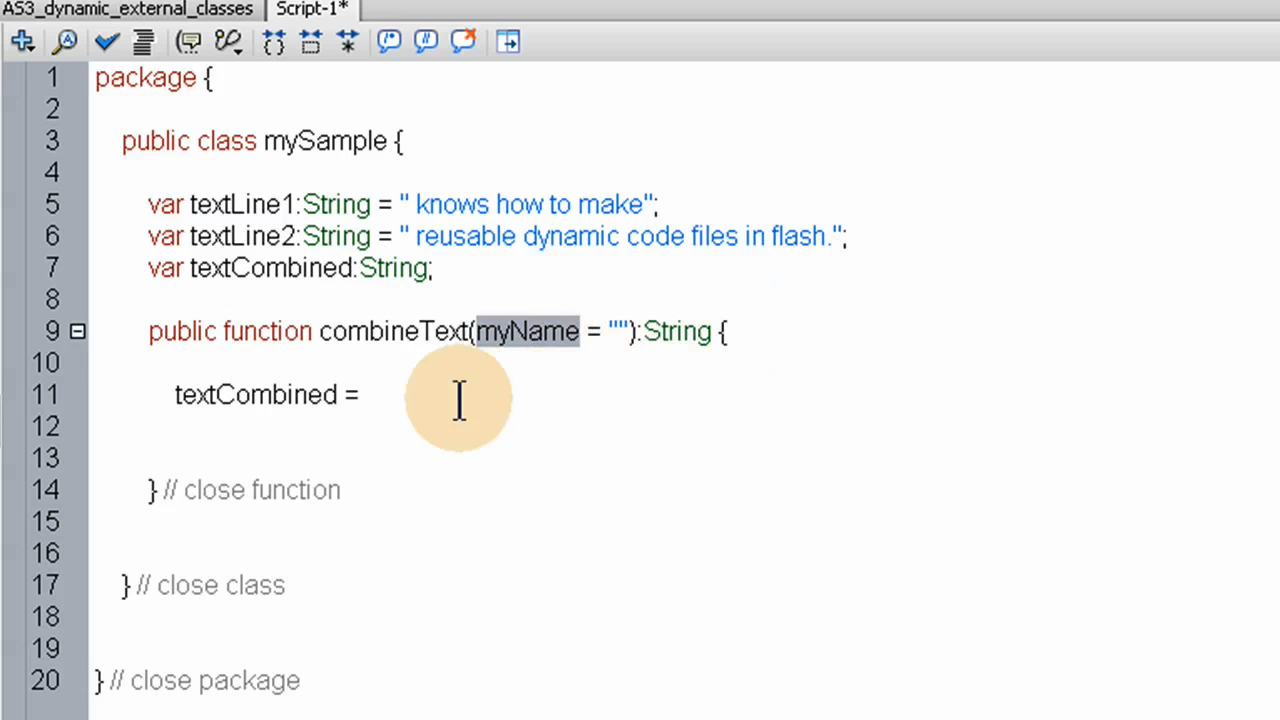 AS3_dynamic_external_classes Script-1*
1 package {
2
3 public class mySample {
4
5 var textLine1:String = " knows how to make";
6 var textLine2:String = " reusable dynamic code files in flash.";
7 var textCombined:String;
8
9 public function combineText(myName = ""):String {
10
11 textCombined =
12
13
14 } // close function
15
16
17 } // close class
18
19
20 } // close package